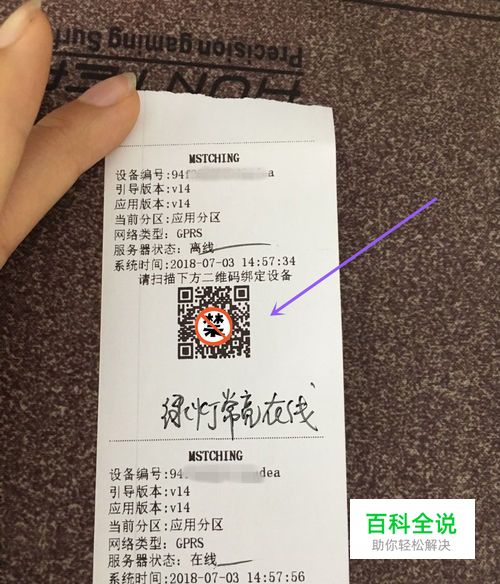 HUNTER
Precision gaming Surf
MSTCHING
设备编号:94f    a
引导版本:v14
应用版本:v14
当前分区:应用分区
网络类型: GPRS
服务器状态: 离线
系统时间:2018-07-03 14:57:34
请扫描下方二维码绑定设备
禁
绿灯常亮在线
MSTCHING
设备编号:94    dea
引导版本:v14
应用版本:v14
当前分区:应用分区
网络类型: GPRS
服务器状态: 在线
系统时间:2018-07-03 14:57:56
百科全说
助你轻松解决